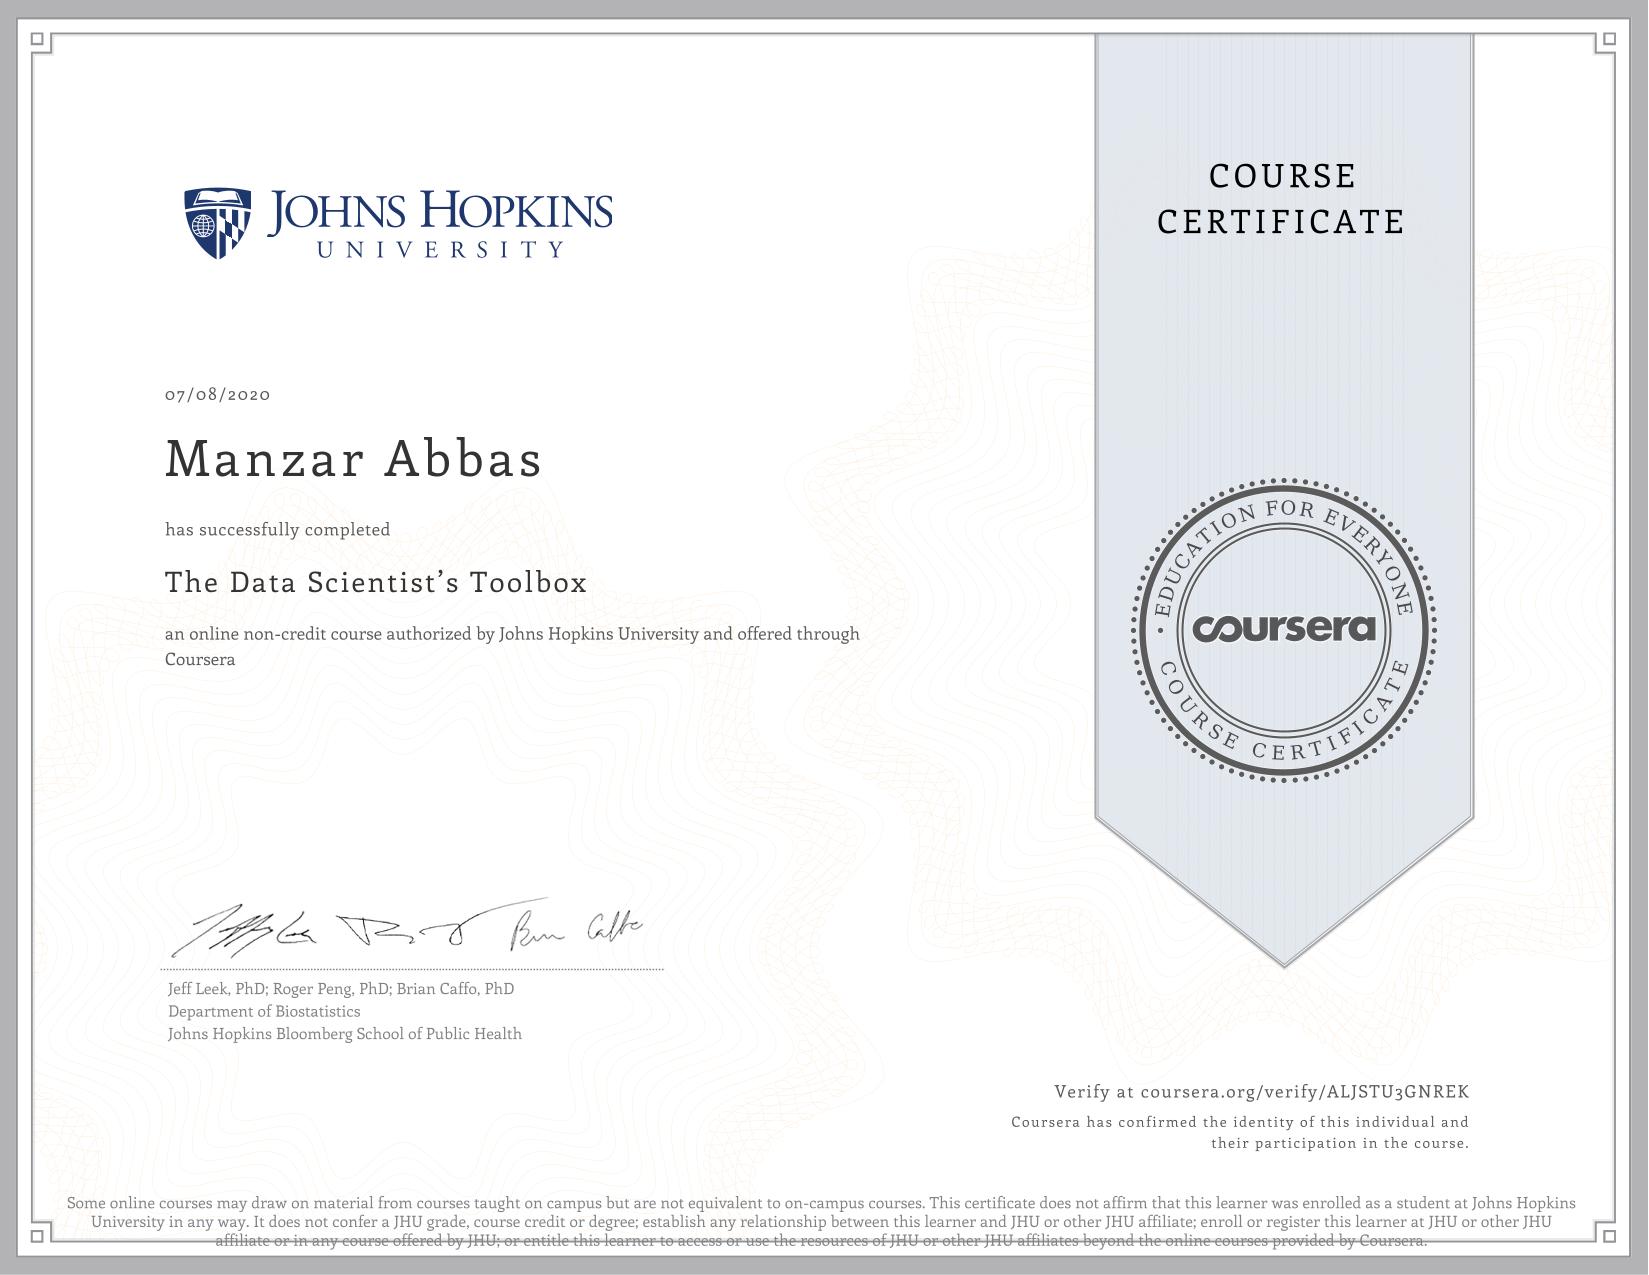 JOHNS HOPKINS
UNIVERSITY
COURSE
CERTIFICATE
07/08/2020
Manzar Abbas
has successfully completed
The Data Scientist’s Toolbox
an online non-credit course authorized by Johns Hopkins University and offered through
Coursera
EDUCATION FOR EVERYONE
coursera
COURSE CERTIFICATE
Jeff Leek, PhD; Roger Peng, PhD; Brian Caffo, PhD
Department of Biostatistics
Johns Hopkins Bloomberg School of Public Health
Verify at coursera.org/verify/ALJSTU3GNREK
Coursera has confirmed the identity of this individual and
their participation in the course.
Some online courses may draw on material from courses taught on campus but are not equivalent to on-campus courses. This certificate does not affirm that this learner was enrolled as a student at Johns Hopkins
University in any way. It does not confer a JHU grade, course credit or degree; establish any relationship between this learner and JHU or other JHU affiliate; enroll or register this learner at JHU or other JHU
affiliate or in any course offered by JHU; or entitle this learner to access or use the resources of JHU or other JHU affiliates beyond the online courses provided by Coursera.